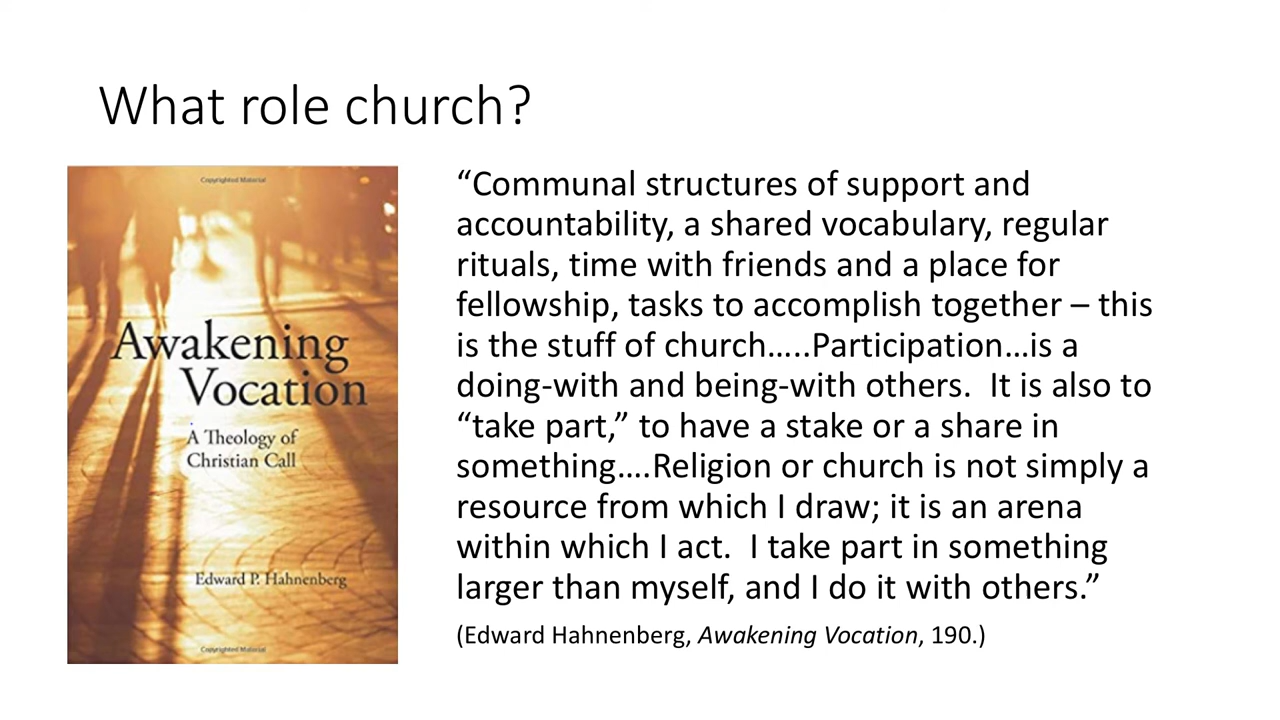 What role church?
Copyrighted Material
Awakening
Vocation
A Theology of
Christian Call
Edward P. Hahnenberg
Copyrighted Material
“Communal structures of support and
accountability, a shared vocabulary, regular
rituals, time with friends and a place for
fellowship, tasks to accomplish together – this
is the stuff of church…..Participation…is a
doing-with and being-with others.  It is also to
“take part,” to have a stake or a share in
something….Religion or church is not simply a
resource from which I draw; it is an arena
within which I act.  I take part in something
larger than myself, and I do it with others.”
(Edward Hahnenberg, Awakening Vocation, 190.)